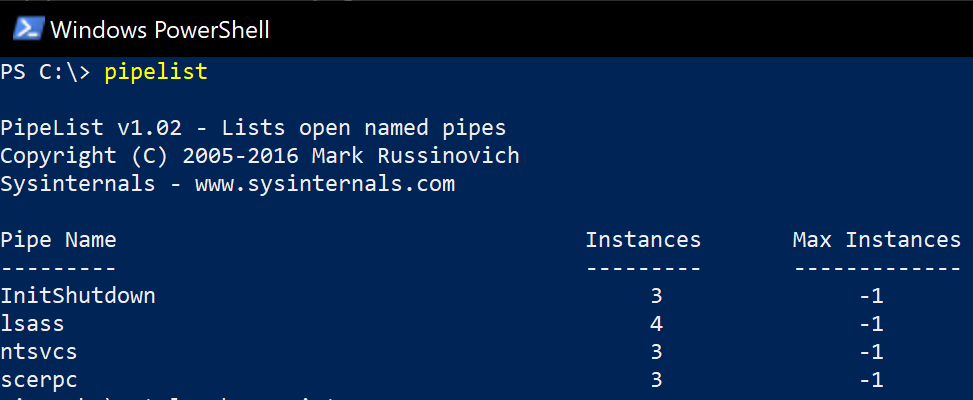 Windows PowerShell
PS C:\> pipelist
PipeList v1.02 - Lists open named pipes
Copyright (C) 2005-2016 Mark Russinovich
Sysinternals - www.sysinternals.com
Pipe Name Instances Max Instances
--------- --------- -------------
InitShutdown 3 -1
lsass 4 -1
ntsvcs 3 -1
scerpc 3 -1